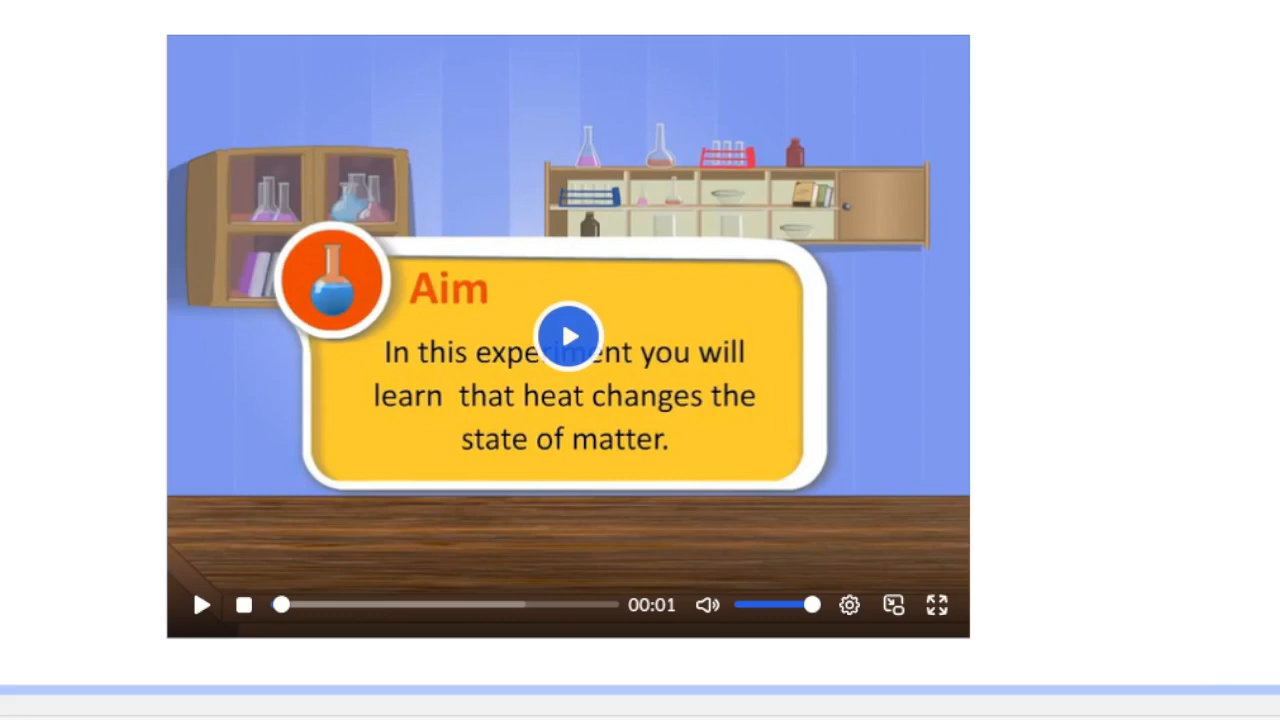 Aim
In this experiment you will
learn that heat changes the
state of matter.
00:01